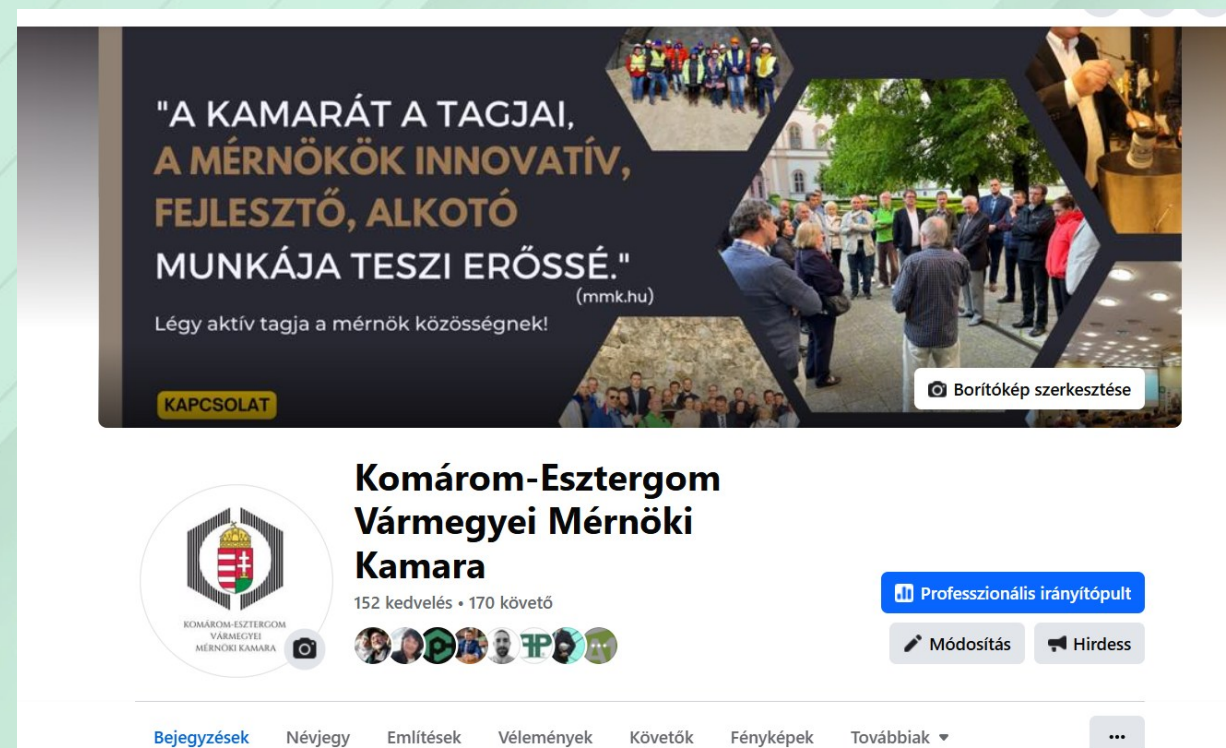 "A KAMARÁT A TAGJAI,
A MÉRNÖKÖK INNOVATÍV,
FEJLESZTŐ, ALKOTÓ
MUNKÁJA TESZI ERŐSSÉ."
(mmk.hu)
Légy aktív tagja a mérnök közösségnek!
KAPCSOLAT
Borítókép szerkesztése
Komárom-Esztergom
Vármegyei Mérnöki
Kamara
152 kedvelés • 170 követő
KOMÁROM-ESZTERGOM
VÁRMEGYEI
MÉRNÖKI KAMARA
Professzionális irányítópult
Módosítás
Hirdess
Bejegyzések Névjegy Említések Vélemények Követők Fényképek Továbbiak